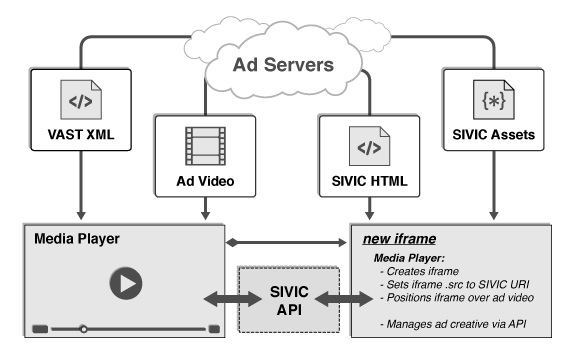 Ad Servers
</>
VAST XML
Ad Video
</>
SIVIC HTML
{*}
SIVIC Assets
Media Player
SIVIC
API
new iframe
Media Player:
- Creates iframe
- Sets iframe .src to SIVIC URI
- Positions iframe over ad video
- Manages ad creative via API